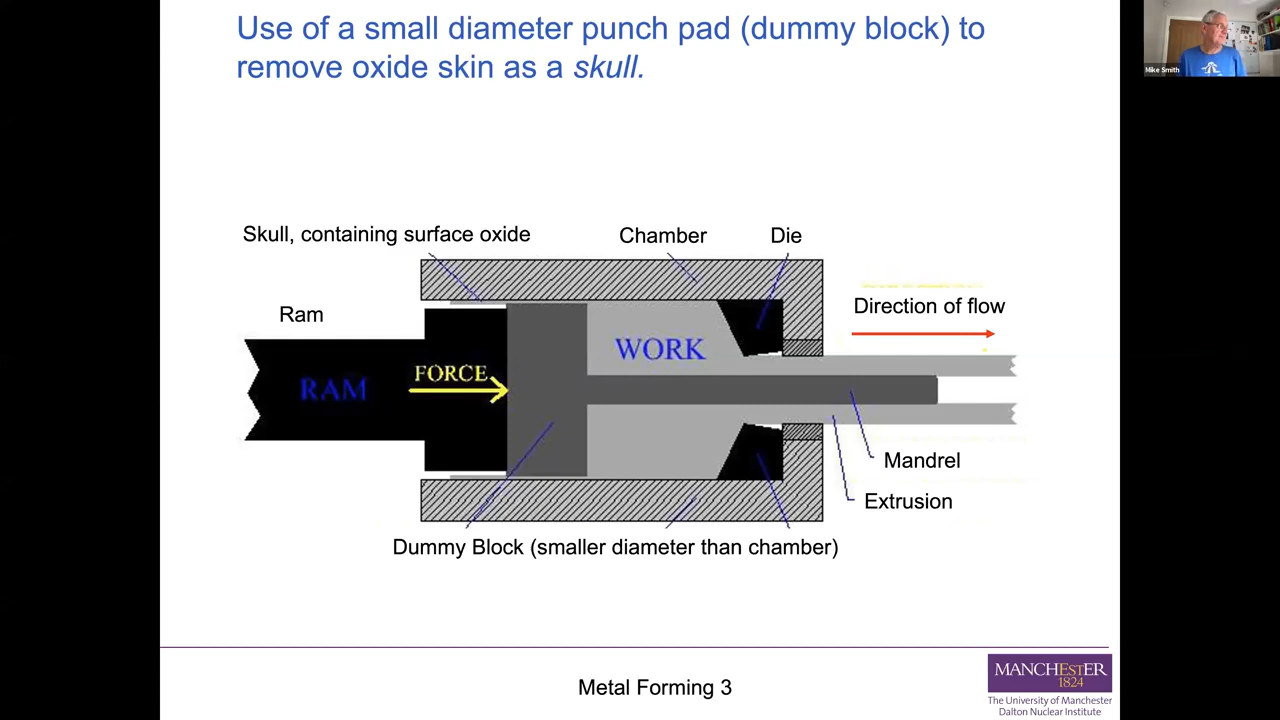 Use of a small diameter punch pad (dummy block) to
remove oxide skin as a skull.
Mike Smith
Skull, containing surface oxide
Chamber
Die
Ram
Direction of flow
WORK
FORCE
RAM
Mandrel
Extrusion
Dummy Block (smaller diameter than chamber)
Metal Forming 3
MANCHESTER
1824
The University of Manchester
Dalton Nuclear Institute